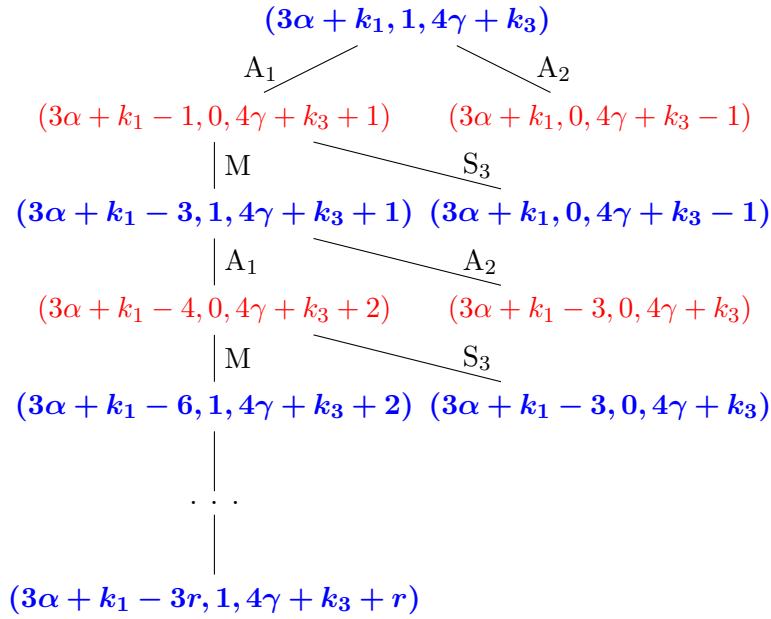 (3α + k₁, 1, 4γ + k₃)
A₁ A₂
(3α + k₁ − 1, 0, 4γ + k₃ + 1) (3α + k₁, 0, 4γ + k₃ − 1)
M S₃
(3α + k₁ − 3, 1, 4γ + k₃ + 1) (3α + k₁, 0, 4γ + k₃ − 1)
A₁ A₂
(3α + k₁ − 4, 0, 4γ + k₃ + 2) (3α + k₁ − 3, 0, 4γ + k₃)
M S₃
(3α + k₁ − 6, 1, 4γ + k₃ + 2) (3α + k₁ − 3, 0, 4γ + k₃)
. . .
(3α + k₁ − 3r, 1, 4γ + k₃ + r)